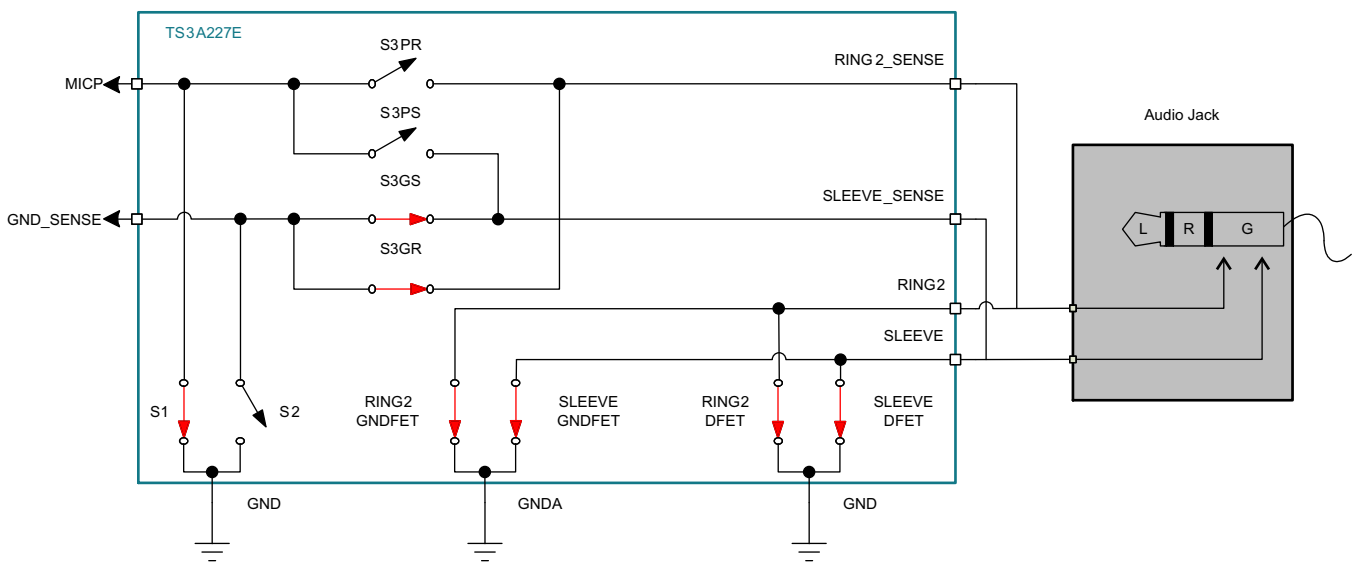 TS3A227E
S3PR
RING2_SENSE
MICP
S3PS
Audio Jack
S3GS
SLEEVE_SENSE
GND_SENSE
L
R
G
S3GR
RING2
SLEEVE
S1
S2
RING2
GNDFET
SLEEVE
GNDFET
RING2
DFET
SLEEVE
DFET
GND
GNDA
GND